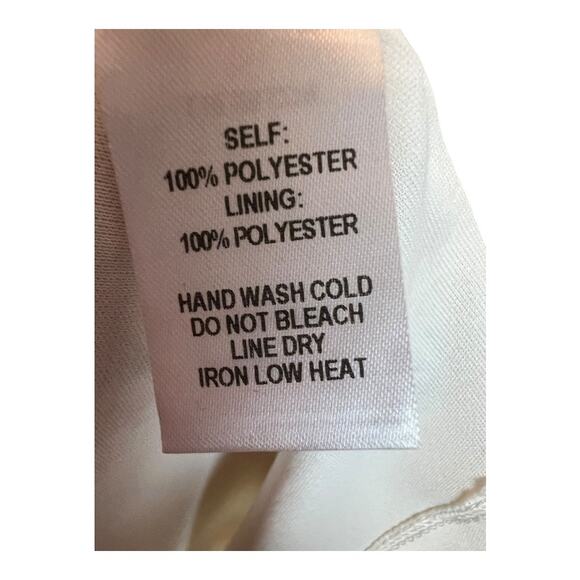 SELF:
100% POLYESTER
LINING:
100% POLYESTER
HAND WASH COLD
DO NOT BLEACH
LINE DRY
IRON LOW HEAT